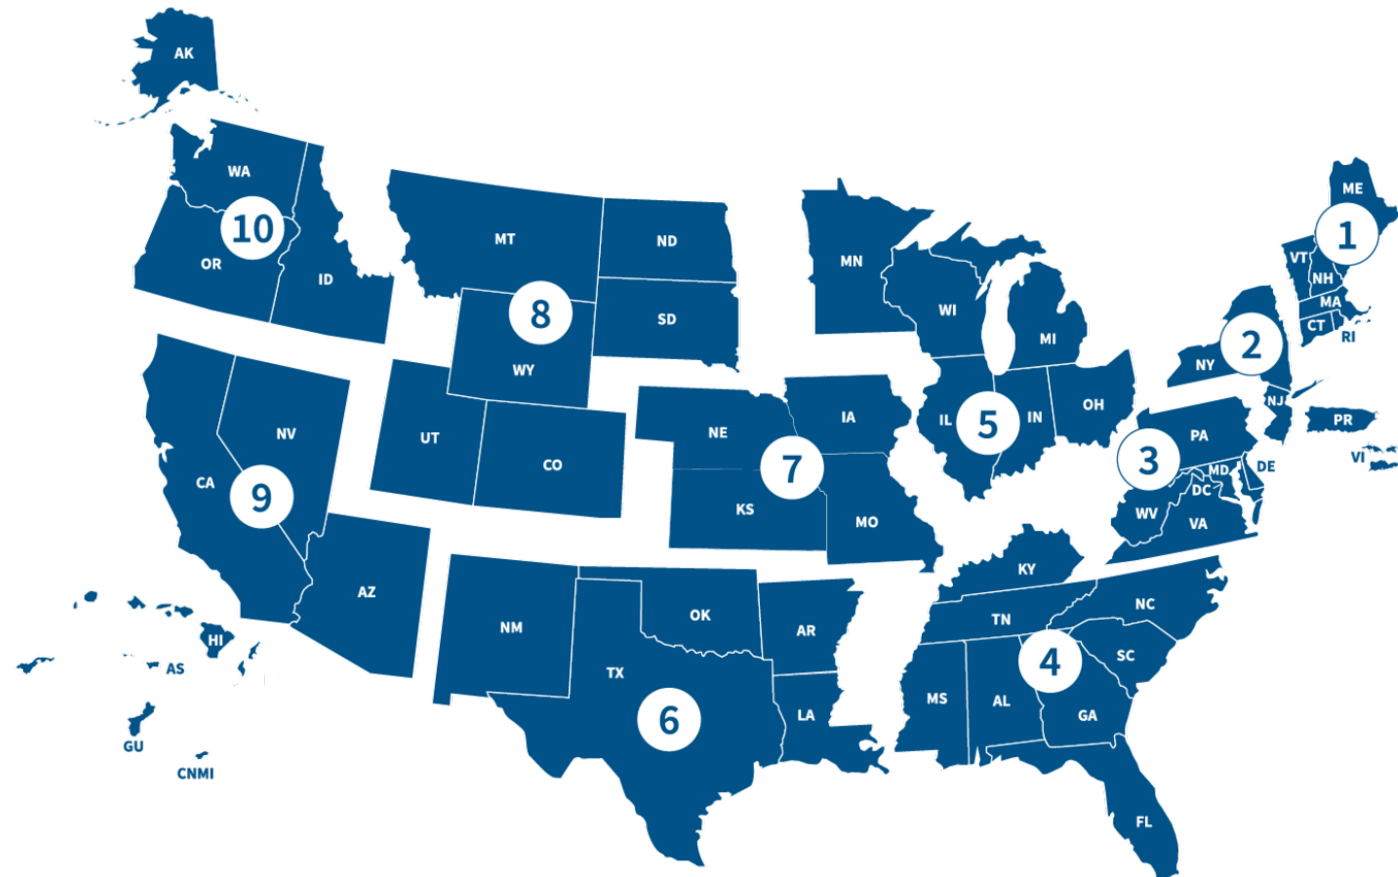 AK
WA
10
OR
ID
MT
ND
8
SD
WY
UT
CO
MN
WI
MI
IL
5
IN
OH
ME
1
VT
NH
MA
CT
RI
2
NY
NJ
PR
VI
PA
3
MD
DE
DC
WV
VA
NE
IA
7
KS
MO
NV
CA
9
AZ
HI
AS
GU
CNMI
NM
OK
TX
AR
6
LA
KY
TN
NC
4
SC
MS
AL
GA
FL